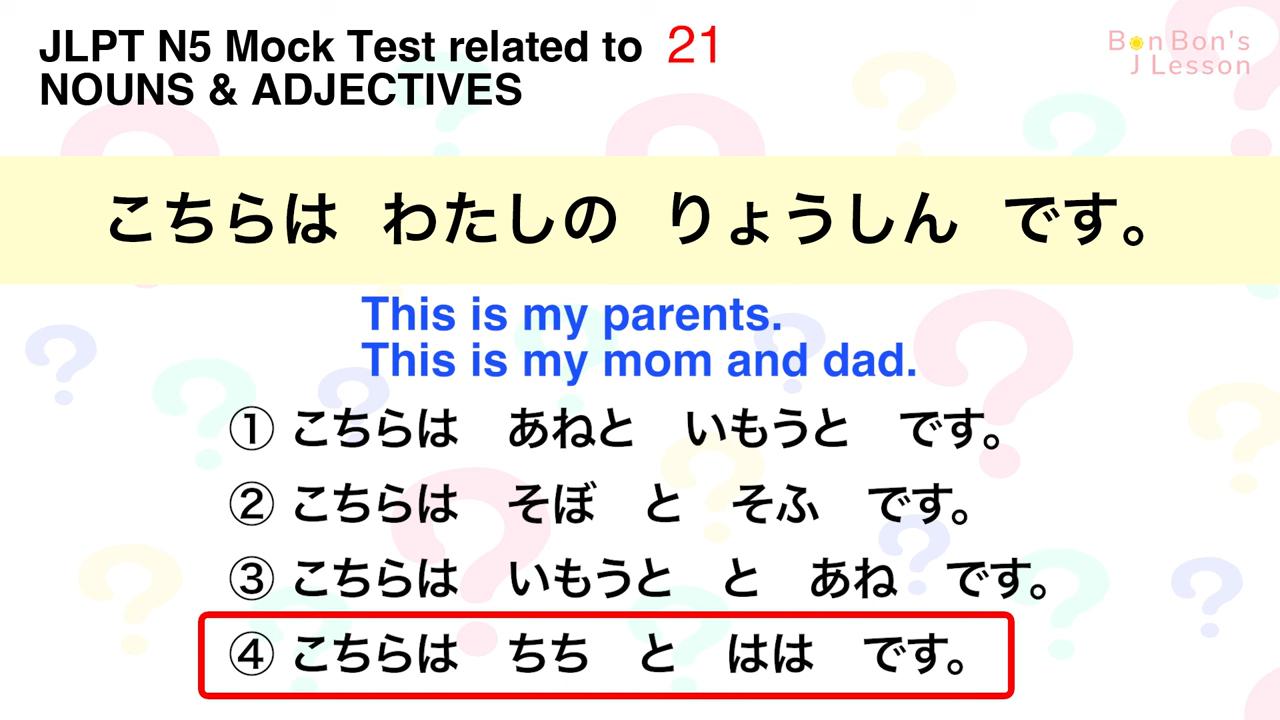 JLPT N5 Mock Test related to 21
NOUNS & ADJECTIVES
BonBon's
J Lesson
こちらは わたしの りょうしん です。
This is my parents.
This is my mom and dad.
① こちらは あねと いもうと です。
② こちらは そぼ と そふ です。
③ こちらは いもうと と あね です。
④ こちらは ちち と はは です。